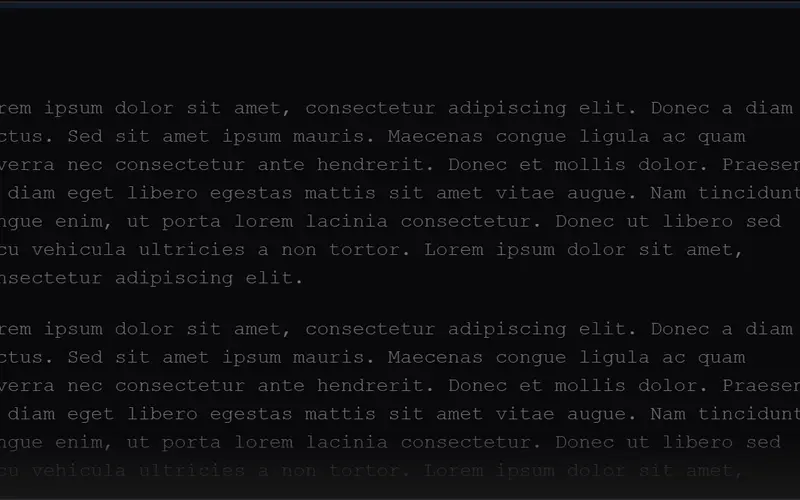 rem ipsum dolor sit amet, consectetur adipiscing elit. Donec a diam
ctus. Sed sit amet ipsum mauris. Maecenas congue ligula ac quam
verra nec consectetur ante hendrerit. Donec et mollis dolor. Praesen
diam eget libero egestas mattis sit amet vitae augue. Nam tincidunt
ngue enim, ut porta lorem lacinia consectetur. Donec ut libero sed
cu vehicula ultricies a non tortor. Lorem ipsum dolor sit amet,
nsectetur adipiscing elit.
rem ipsum dolor sit amet, consectetur adipiscing elit. Donec a diam
ctus. Sed sit amet ipsum mauris. Maecenas congue ligula ac quam
verra nec consectetur ante hendrerit. Donec et mollis dolor. Praesen
diam eget libero egestas mattis sit amet vitae augue. Nam tincidunt
ngue enim, ut porta lorem lacinia consectetur. Donec ut libero sed
cu vehicula ultricies a non tortor. Lorem ipsum dolor sit amet,